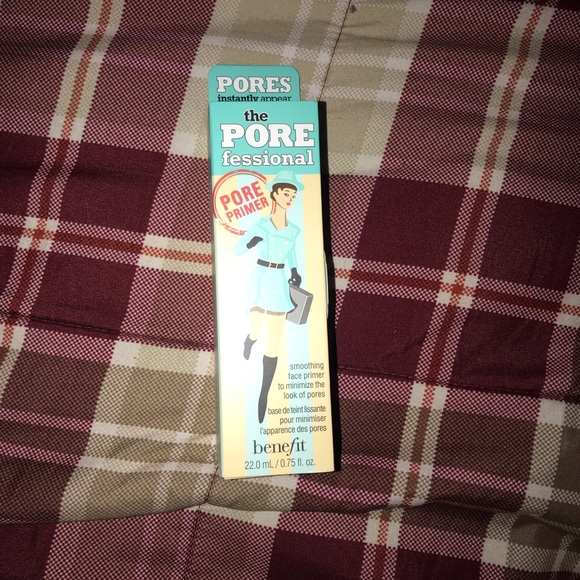 PORES
instantly appear
the
PORE
fessional
PORE
PRIMER
smoothing
face primer
to minimize the
look of pores
base de teint lissante
pour minimiser
l'apparence des pores
benefit
22.0 mL / 0.75 fl. oz.